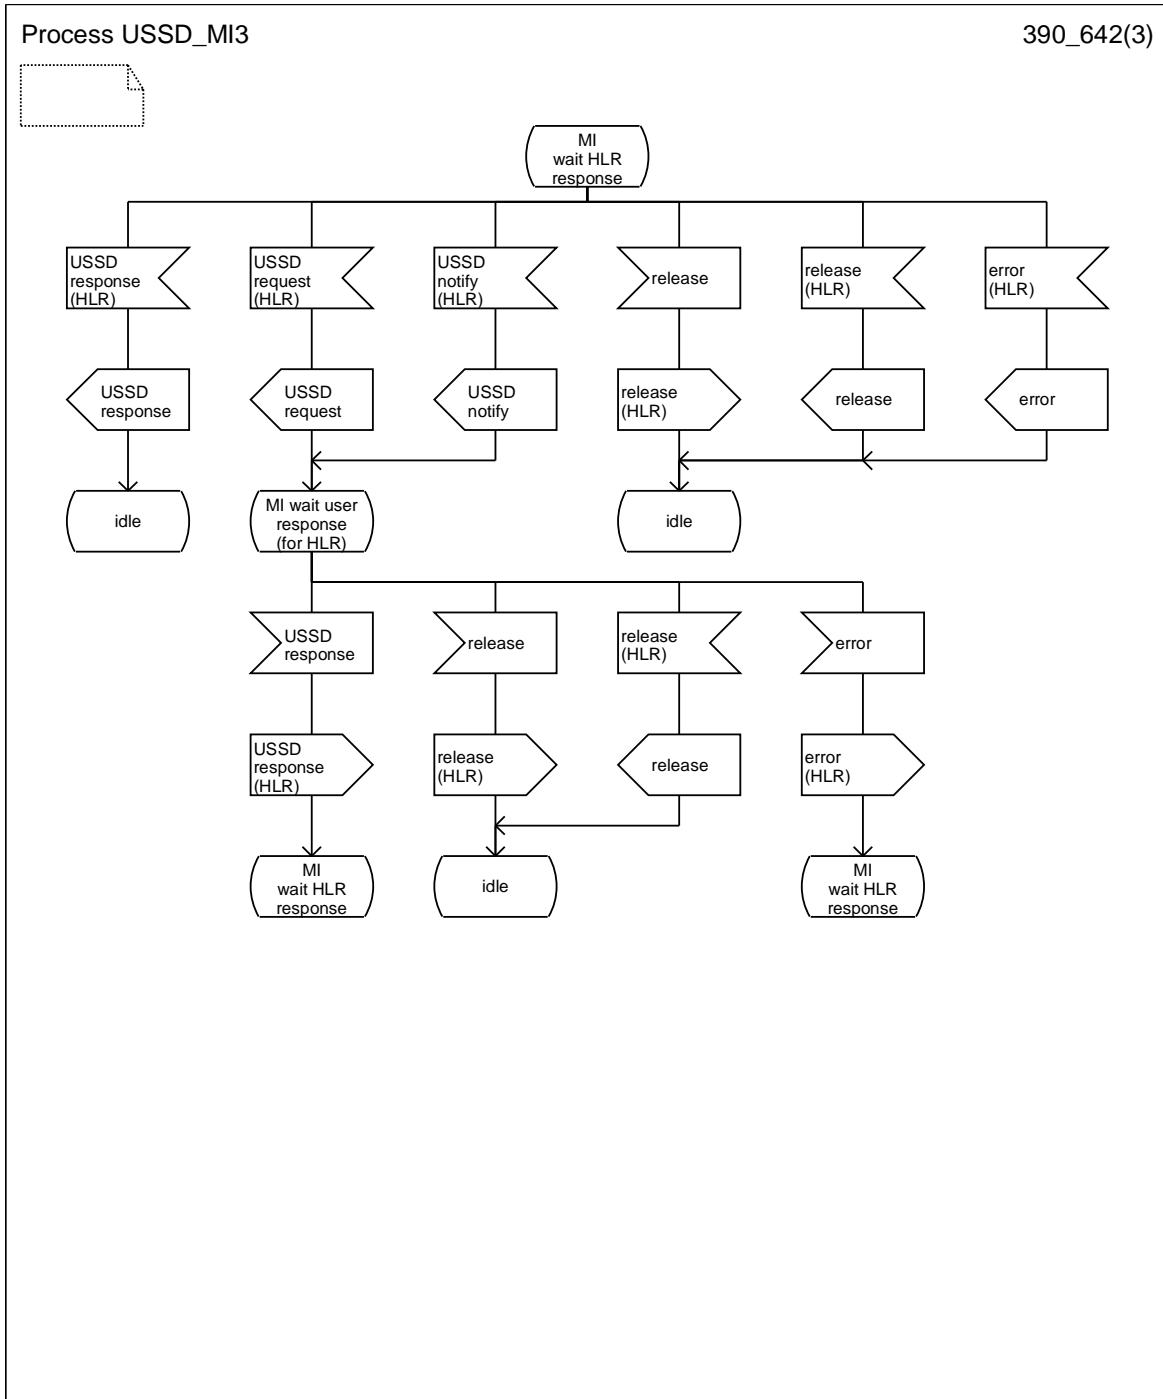 Process USSD_MI3
390_642(3)
MI
wait HLR
response
USSD
response
(HLR)
USSD
request
(HLR)
USSD
notify
(HLR)
release
release
(HLR)
error
(HLR)
USSD
response
USSD
request
USSD
notify
release
(HLR)
release
error
idle
MI wait user
response
(for HLR)
idle
USSD
response
release
release
(HLR)
error
USSD
response
(HLR)
release
(HLR)
release
error
(HLR)
MI
wait HLR
response
idle
MI
wait HLR
response